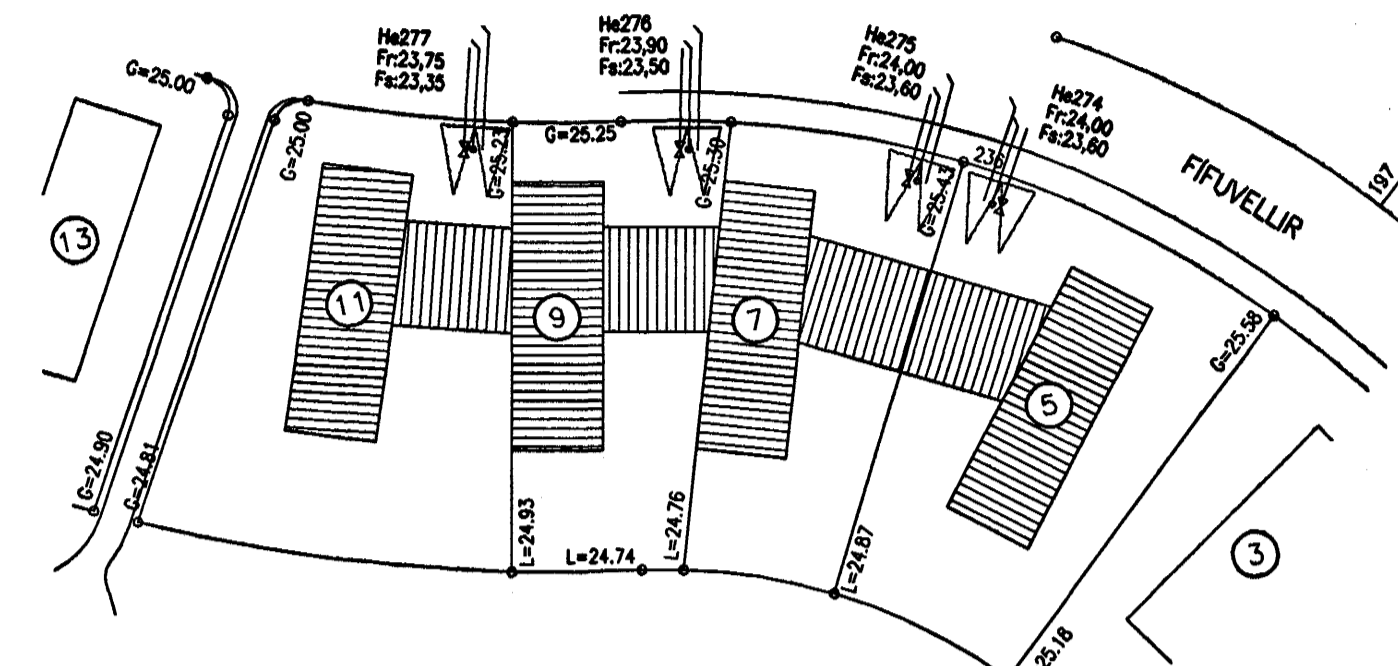 He277
Fr:23,75
Fs:23,35
He276
Fr:23,90
Fs:23,50
He275
Fr:24,00
Fs:23,60
He274
Fr:24,00
Fs:23,60
FÍFUVELLIR
197
236
G=25.00
G=25.00
G=25.23
G=25.25
G=25.30
G=25.43
G=25.58
13
11
9
7
5
3
G=24.90
G=24.81
L=24.93
L=24.74
L=24.76
L=24.87
25.18